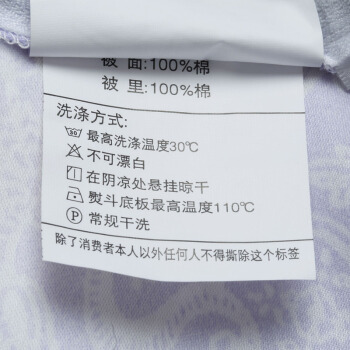 被 面:100%棉
被 里:100%棉
洗涤方式:
30 最高洗涤温度30℃
不可漂白
在阴凉处悬挂晾干
熨斗底板最高温度110℃
P 常规干洗
除了消费者本人以外任何人不得撕除这个标签